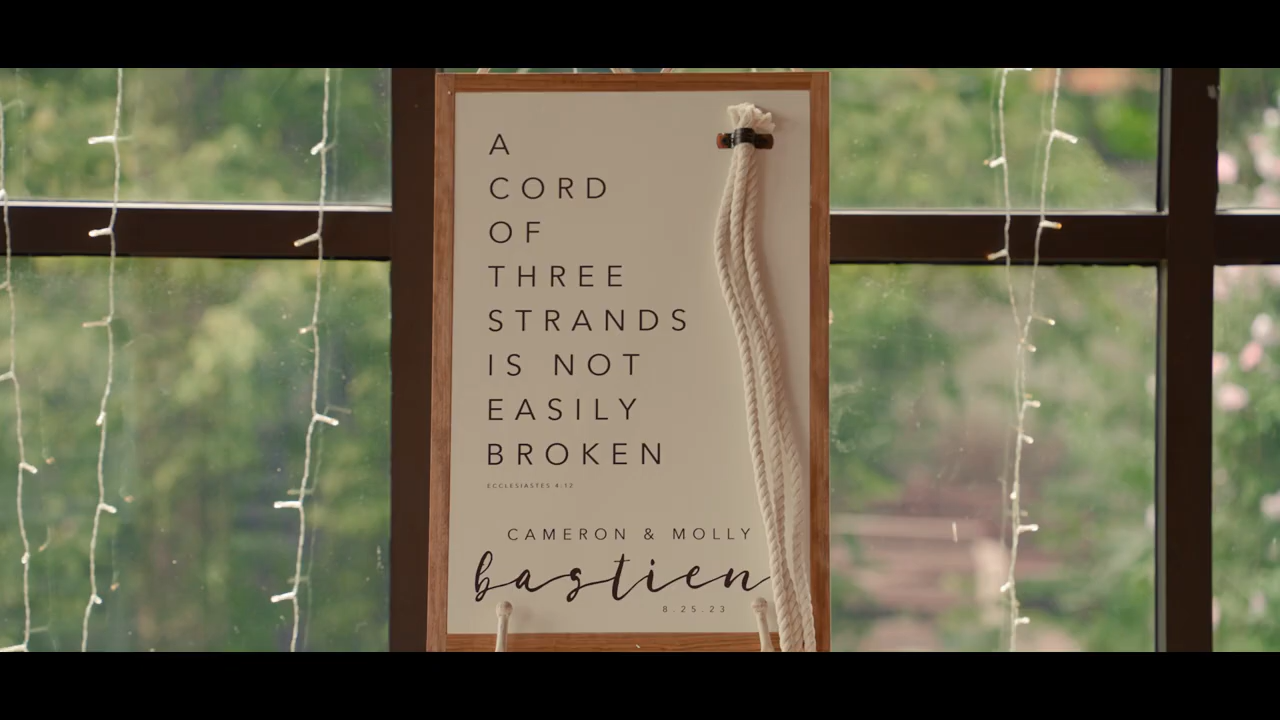 A
CORD
OF
THREE
STRANDS
IS NOT
EASILY
BROKEN
ECCLESIASTES 4:12
CAMERON & MOLLY
bastien
8.25.23